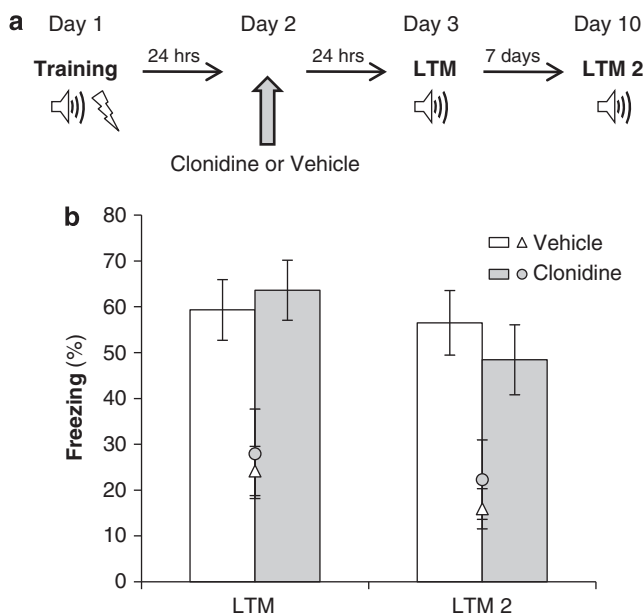 a
Day 1 Day 2 Day 3 Day 10
Training 24 hrs 24 hrs LTM 7 days LTM 2
Clonidine or Vehicle
b
80
70
60
50
40
30
20
10
0
Freezing (%)
Vehicle
Clonidine
LTM LTM 2